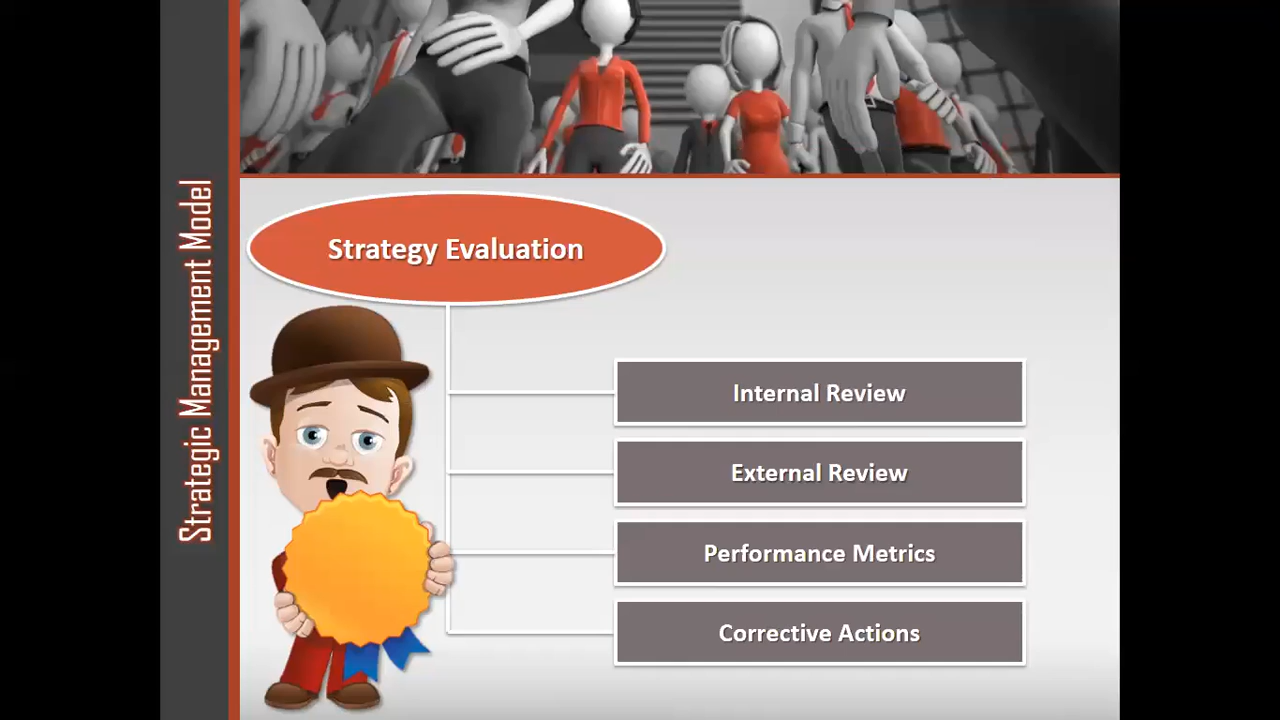 Strategic Management Model
Strategy Evaluation
Internal Review
External Review
Performance Metrics
Corrective Actions